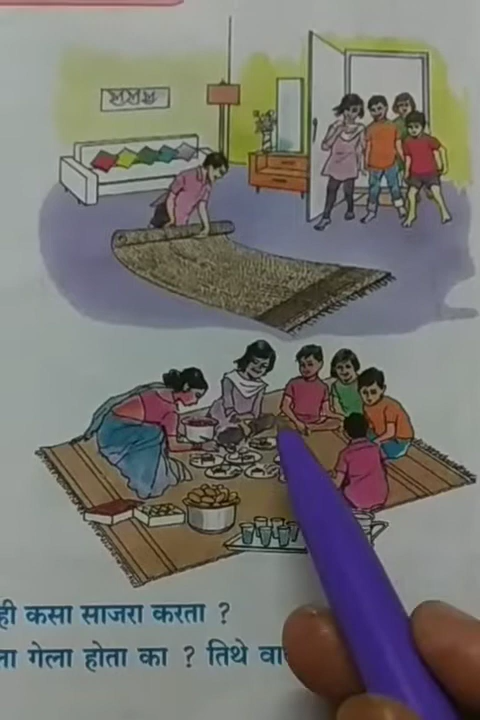 ही कसा साजरा करता ?
गेला होता का ? तिथे